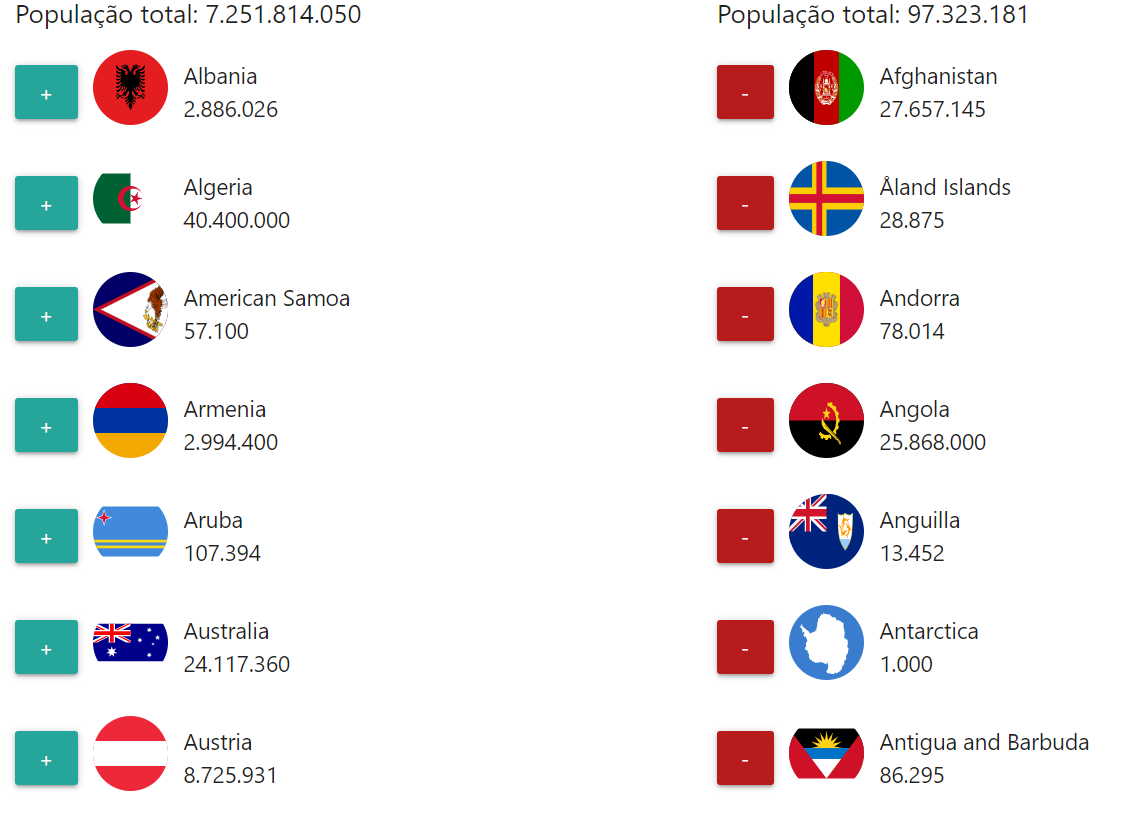 População total: 7.251.814.050
+
Albania
2.886.026
+
Algeria
40.400.000
+
American Samoa
57.100
+
Armenia
2.994.400
+
Aruba
107.394
+
Australia
24.117.360
+
Austria
8.725.931
População total: 97.323.181
-
Afghanistan
27.657.145
-
Åland Islands
28.875
-
Andorra
78.014
-
Angola
25.868.000
-
Anguilla
13.452
-
Antarctica
1.000
-
Antigua and Barbuda
86.295